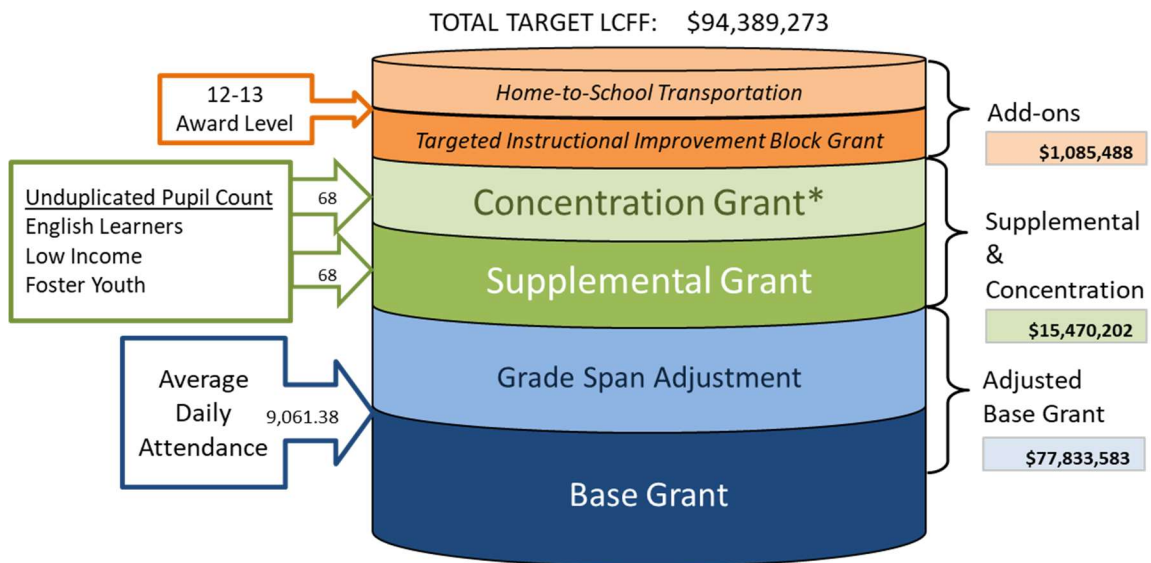 TOTAL TARGET LCFF: $94,389,273
12-13
Award Level
Home-to-School Transportation
Targeted Instructional Improvement Block Grant
Add-ons
$1,085,488
Unduplicated Pupil Count
English Learners
Low Income
Foster Youth
68
68
Concentration Grant*
Supplemental Grant
Supplemental
&
Concentration
$15,470,202
Average
Daily
Attendance
9,061.38
Grade Span Adjustment
Base Grant
Adjusted
Base Grant
$77,833,583